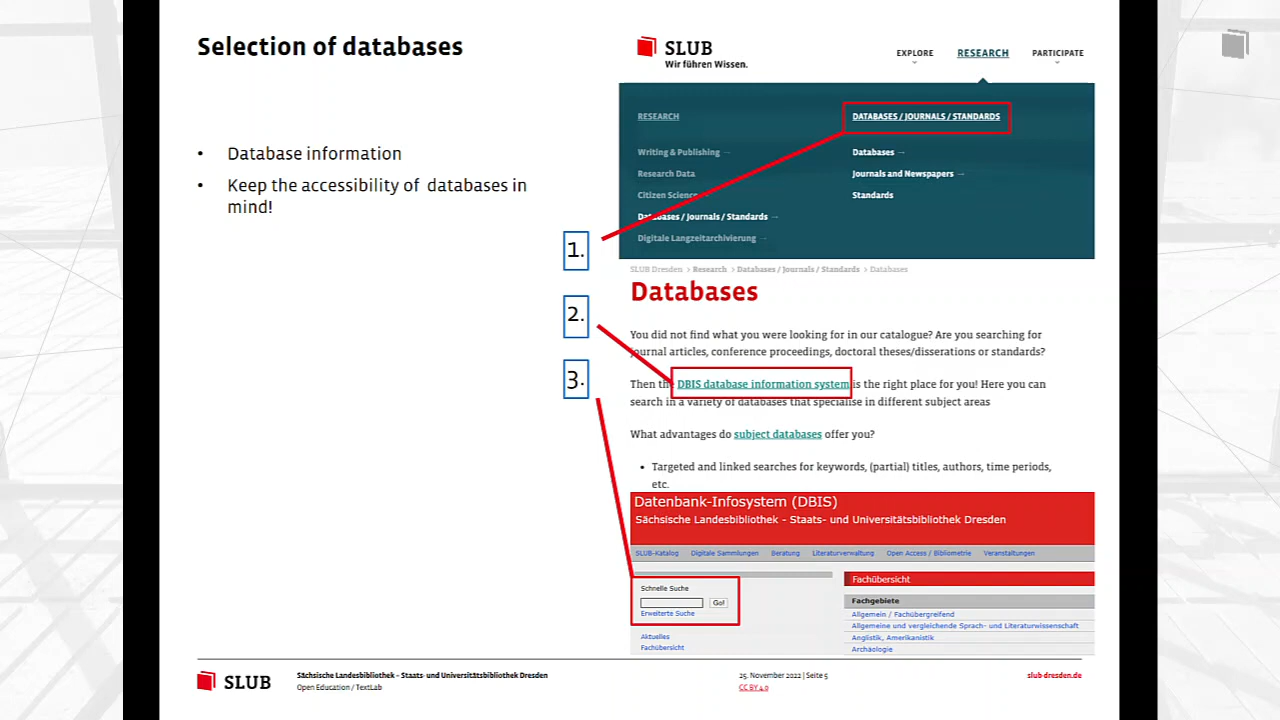 Selection of databases
• Database information
• Keep the accessibility of databases in
mind!
1.
2.
3.
SLUB
Wir führen Wissen.
EXPLORE
RESEARCH
PARTICIPATE
RESEARCH
DATABASES / JOURNALS / STANDARDS
Writing & Publishing →
Research Data
Citizen Science
Databases / Journals / Standards →
Digitale Langzeitarchivierung →
Databases →
Journals and Newspapers →
Standards
SLUB Dresden > Research > Databases / Journals / Standards > Databases
Databases
You did not find what you were looking for in our catalogue? Are you searching for
journal articles, conference proceedings, doctoral theses/disserations or standards?
Then the DBIS database information system is the right place for you! Here you can
search in a variety of databases that specialise in different subject areas
What advantages do subject databases offer you?
• Targeted and linked searches for keywords, (partial) titles, authors, time periods,
etc.
Datenbank-Infosystem (DBIS)
Sächsische Landesbibliothek - Staats- und Universitätsbibliothek Dresden
SLUB-Katalog Digitale Sammlungen Beratung Literaturverwaltung Open Access / Bibliometrie Veranstaltungen
Schnelle Suche
Go!
Erweiterte Suche
Aktuelles
Fachübersicht
Fachübersicht
Fachgebiete
Allgemein / Fachübergreifend
Allgemeine und vergleichende Sprach- und Literaturwissenschaft
Anglistik, Amerikanistik
Archäologie
SLUB
Sächsische Landesbibliothek – Staats- und Universitätsbibliothek Dresden
Open Education / TextLab
25. November 2022 | Seite 5
CC BY 4.0
slub-dresden.de